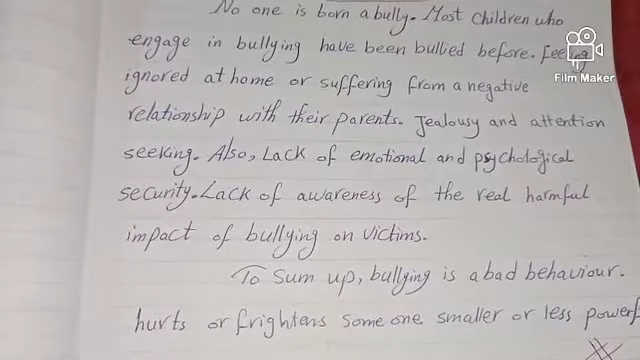 No one is born a bully. Most children who
engage in bullying have been bullied before. Feeling
ignored at home or suffering from a negative
relationship with their parents. Jealousy and attention
seeking. Also, Lack of emotional and psychological
security. Lack of awareness of the real harmful
impact of bullying on victims.
To sum up, bullying is a bad behaviour.
hurts or frightens someone smaller or less powerf
Film Maker